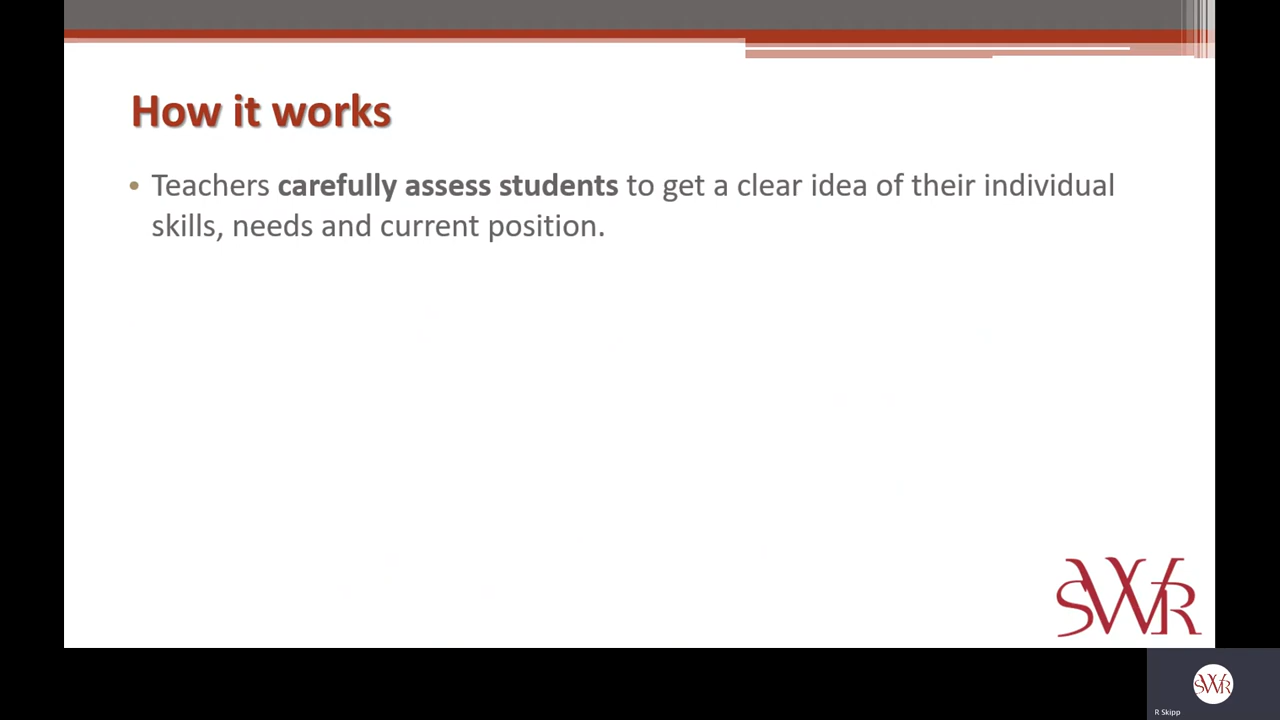 How it works
• Teachers carefully assess students to get a clear idea of their individual
skills, needs and current position.
SWR
SWR
R Skipp